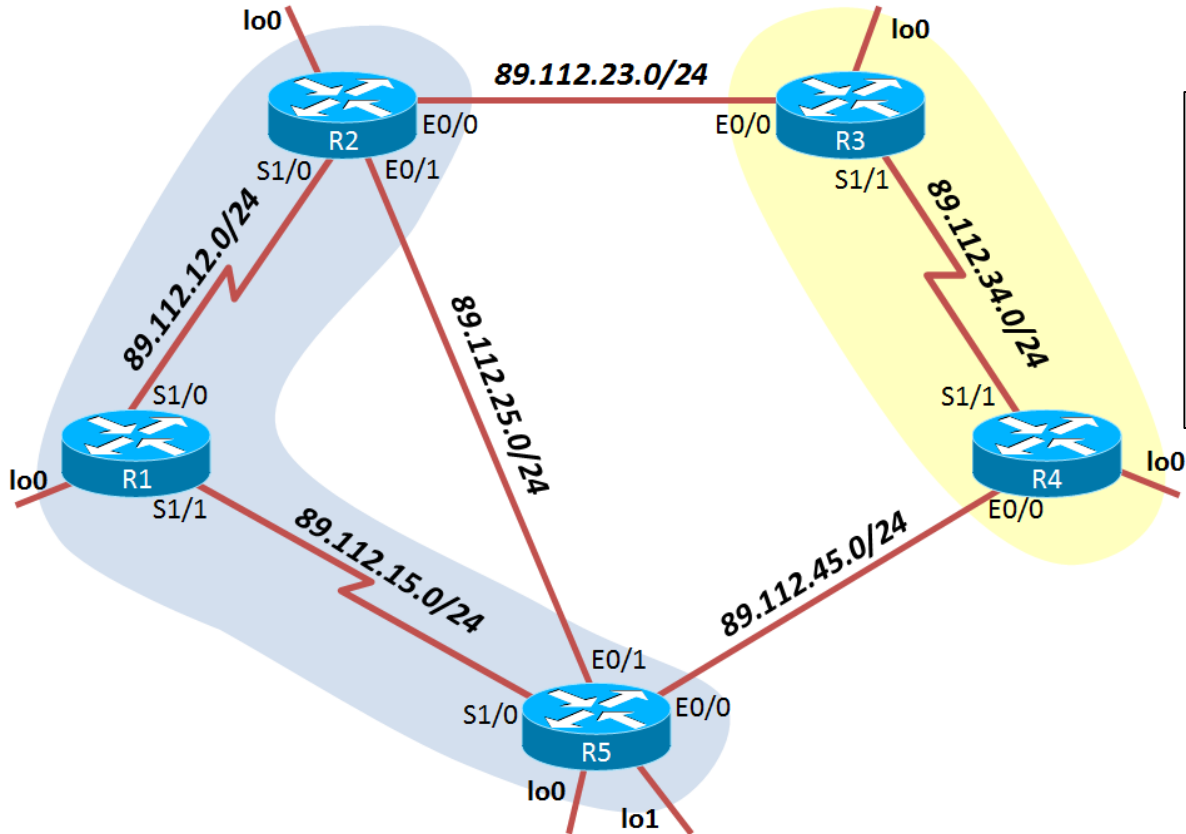 lo0
lo0
89.112.23.0/24
R2
E0/0
E0/0
R3
S1/0
E0/1
S1/1
89.112.12.0/24
89.112.34.0/24
89.112.25.0/24
S1/0
S1/1
R1
lo0
S1/1
R4
lo0
E0/0
89.112.15.0/24
89.112.45.0/24
E0/1
S1/0
E0/0
R5
lo0
lo1